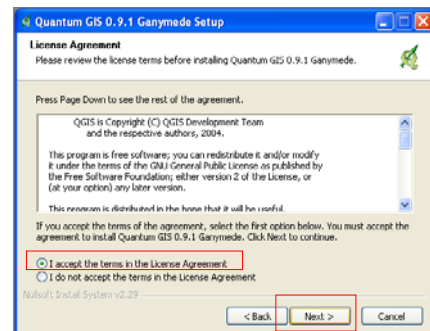 Quantum GIS 0.9.1 Ganymede Setup
License Agreement
Please review the license terms before installing Quantum GIS 0.9.1 Ganymede.
Press Page Down to see the rest of the agreement.
QGIS is Copyright (C) QGIS Development Team
and the respective authors, 2004.
This program is free software; you can redistribute it and/or modify
it under the terms of the GNU General Public License as published by
the Free Software Foundation; either version 2 of the License, or
(at your option) any later version.
This program is distributed in the hope that it will be useful,
If you accept the terms of the agreement, select the first option below. You must accept the
agreement to install Quantum GIS 0.9.1 Ganymede. Click Next to continue.
I accept the terms in the License Agreement
I do not accept the terms in the License Agreement
Nullsoft Install System v2.29
< Back
Next >
Cancel